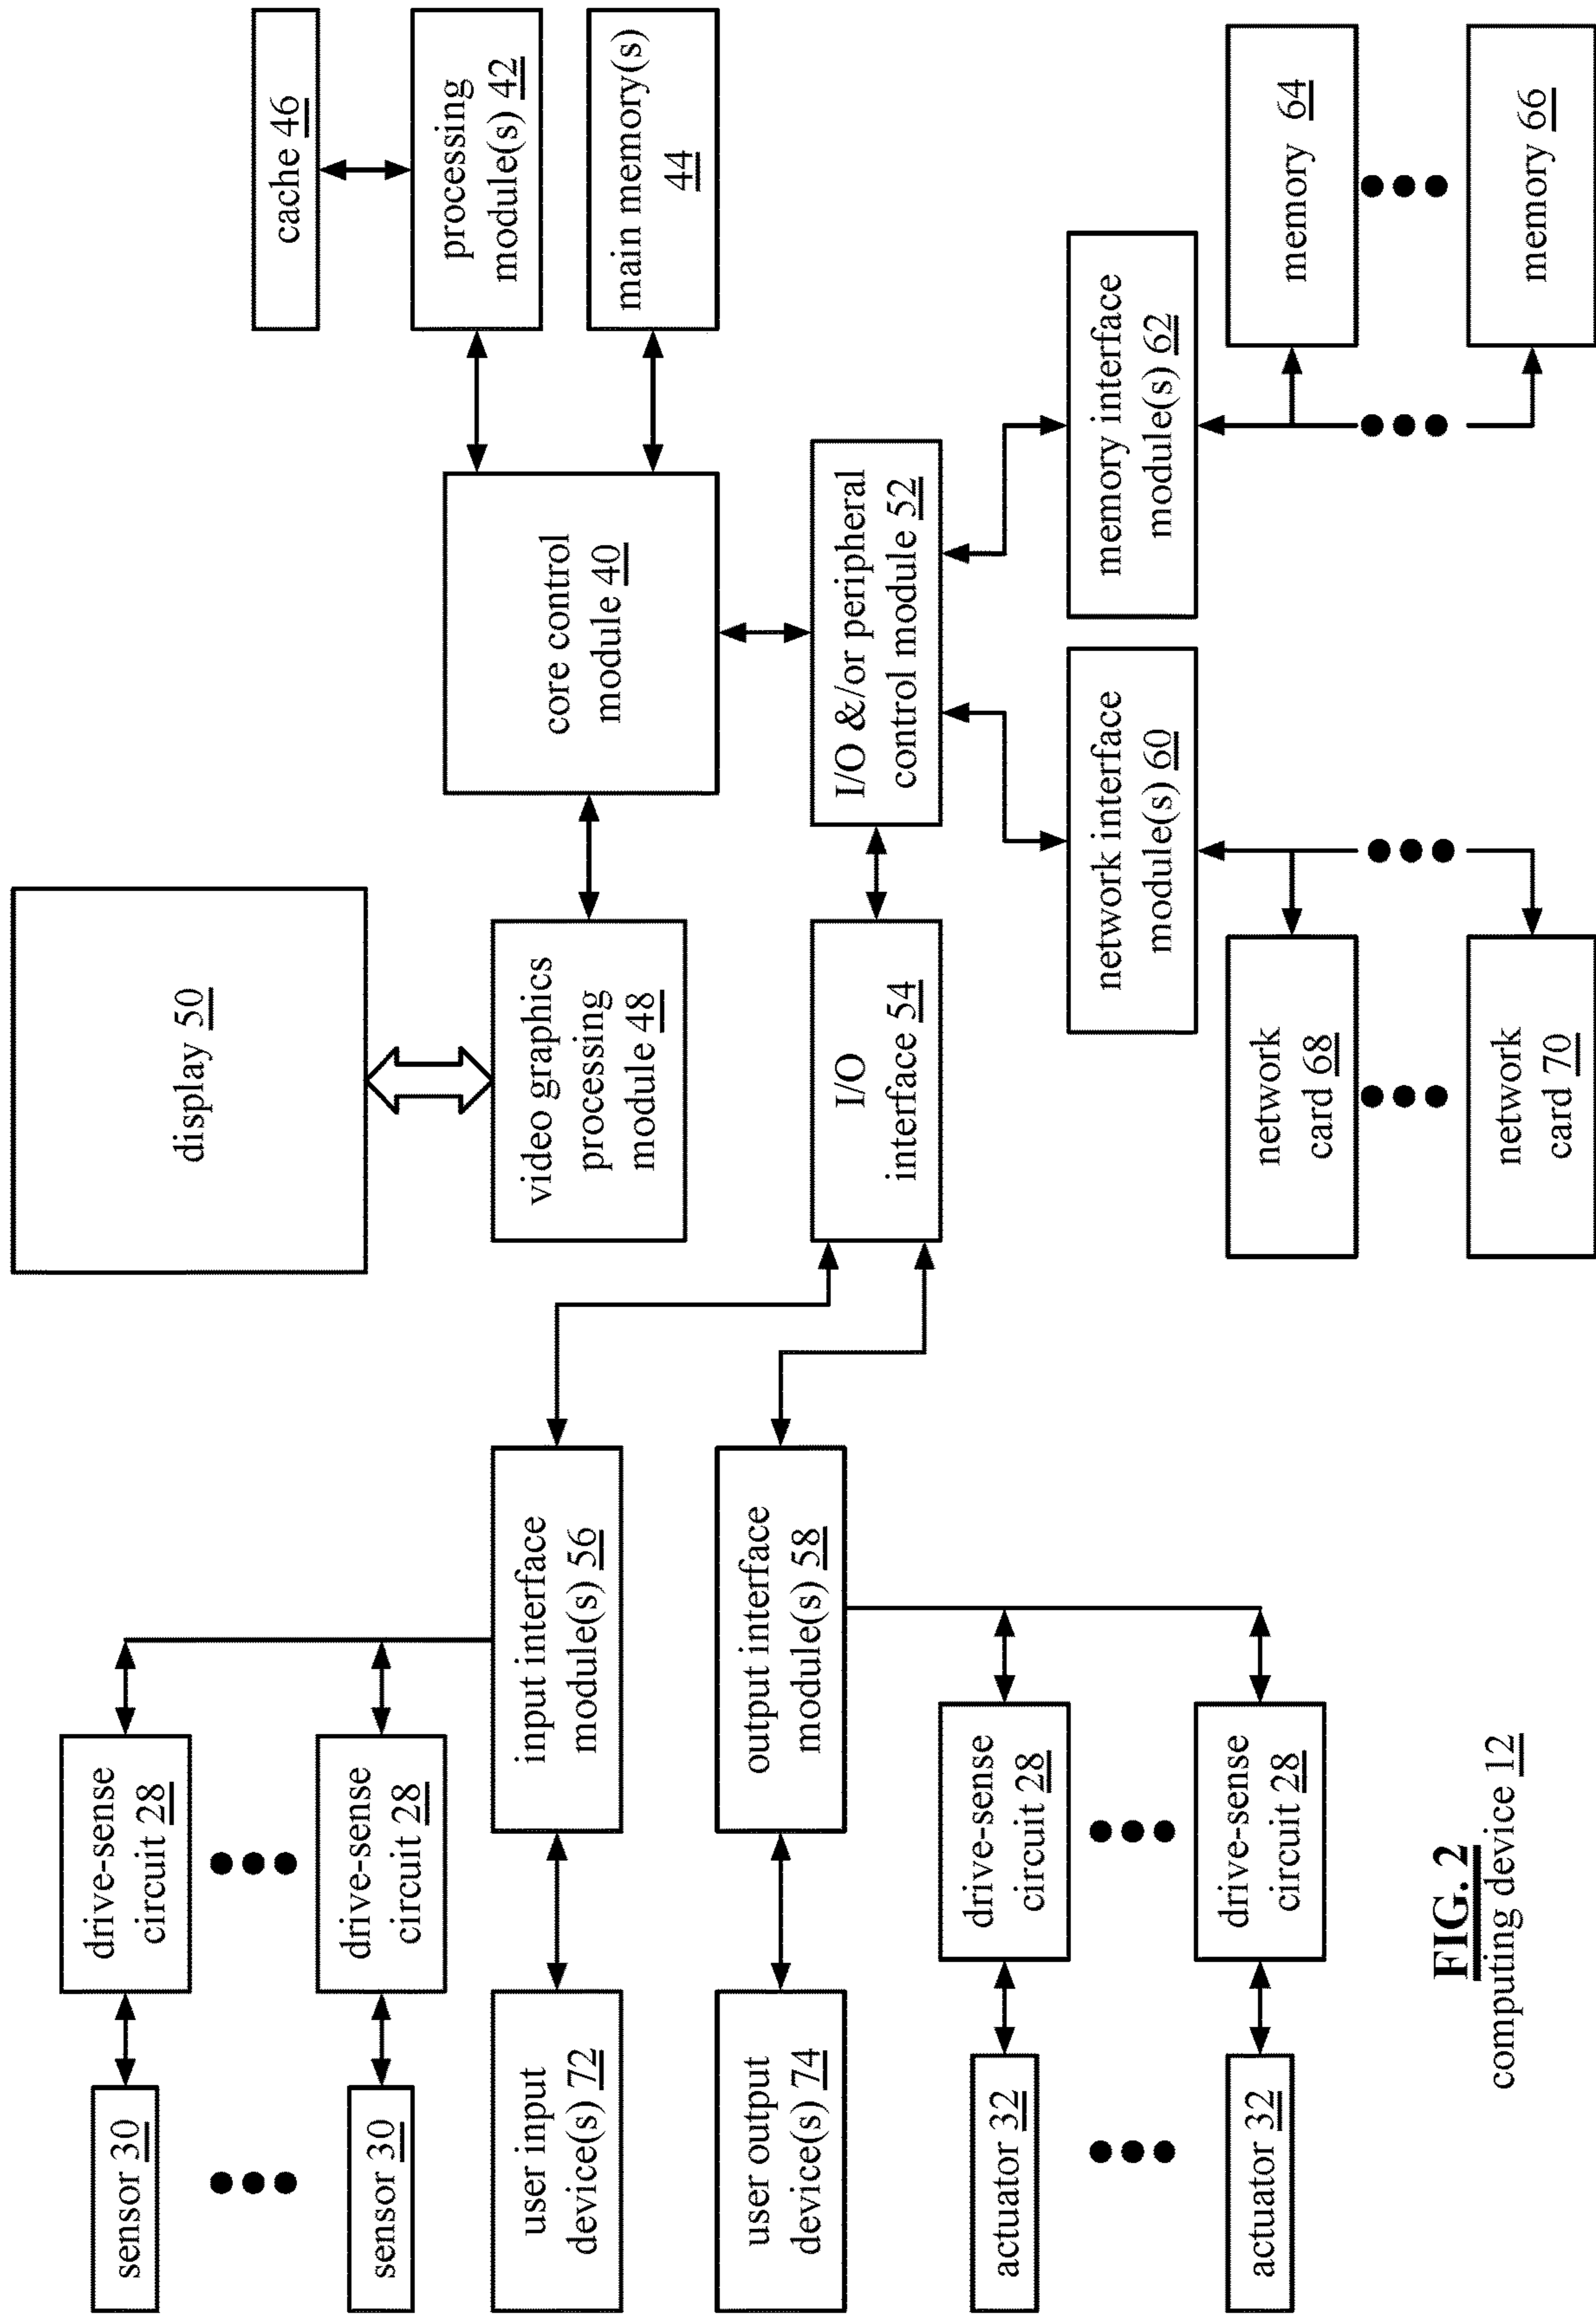 sensor 30
sensor 30
drive-sense
circuit 28
drive-sense
circuit 28
display 50
cache 46
processing
module(s) 42
main memory(s)
44
user input
device(s) 72
input interface
module(s) 56
video graphics
processing
module 48
core control
module 40
user output
device(s) 74
output interface
module(s) 58
I/O
interface 54
I/O &/or peripheral
control module 52
actuator 32
actuator 32
drive-sense
circuit 28
drive-sense
circuit 28
network interface
module(s) 60
memory interface
module(s) 62
network
card 68
network
card 70
memory 64
memory 66
FIG. 2
computing device 12